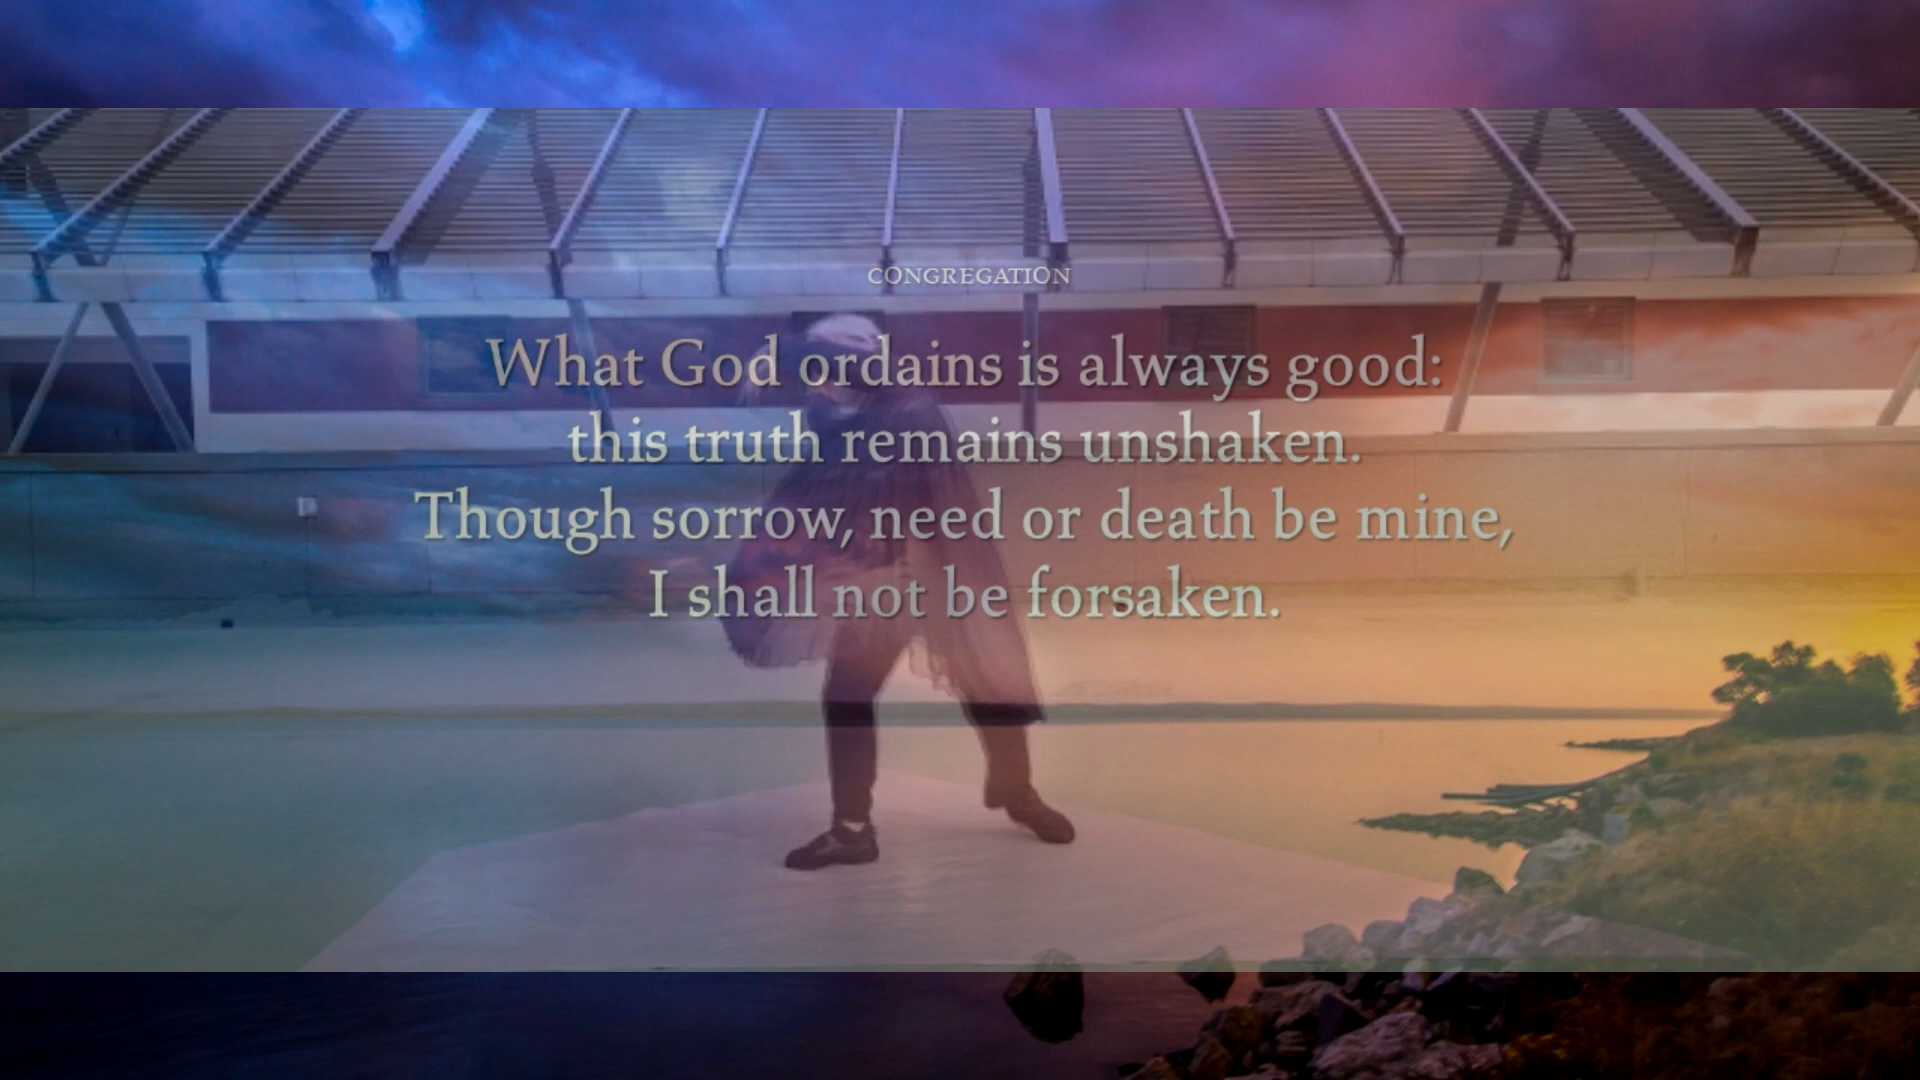 CONGREGATION
What God ordains is always good:
this truth remains unshaken.
Though sorrow, need or death be mine,
I shall not be forsaken.